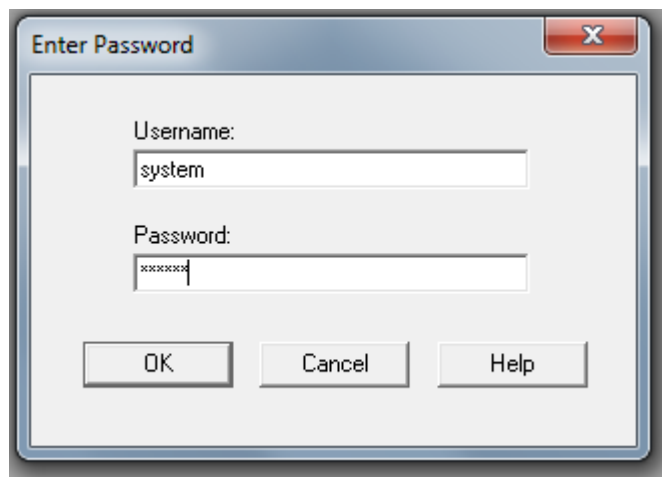 Enter Password
Username:
system
Password:
******
OK Cancel Help